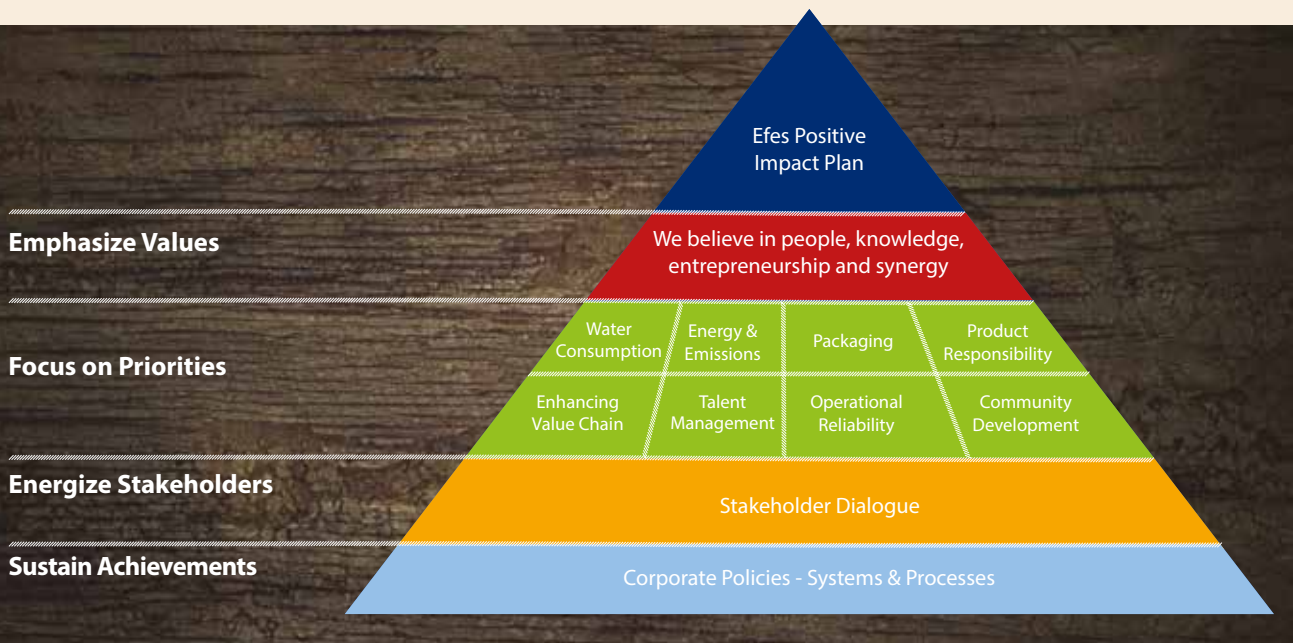 Efes Positive
Impact Plan
Emphasize Values
We believe in people, knowledge,
entrepreneurship and synergy
Focus on Priorities
Water
Consumption
Energy &
Emissions
Packaging
Product
Responsibility
Enhancing
Value Chain
Talent
Management
Operational
Reliability
Community
Development
Energize Stakeholders
Stakeholder Dialogue
Sustain Achievements
Corporate Policies - Systems & Processes